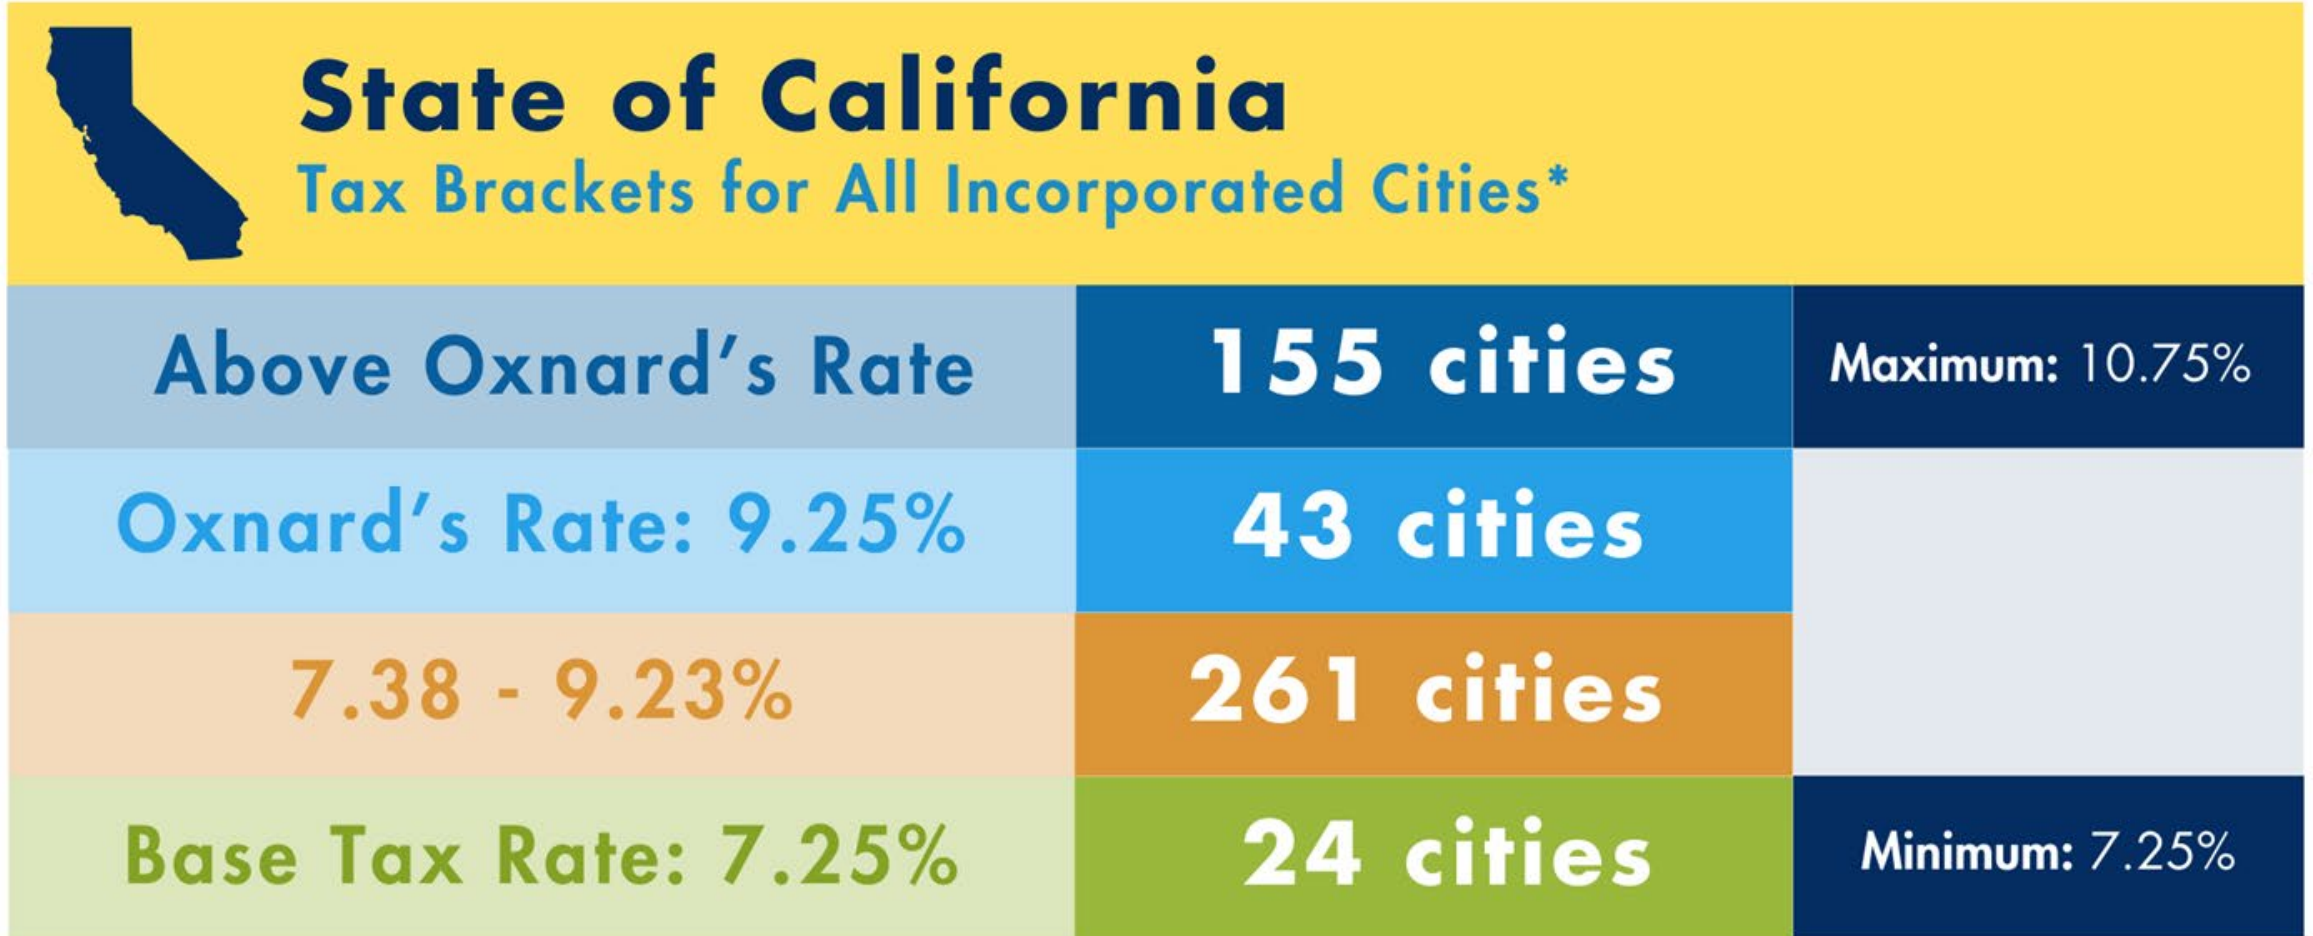 State of California
Tax Brackets for All Incorporated Cities*
Above Oxnard's Rate 155 cities Maximum: 10.75%
Oxnard's Rate: 9.25% 43 cities
7.38 - 9.23% 261 cities
Base Tax Rate: 7.25% 24 cities Minimum: 7.25%